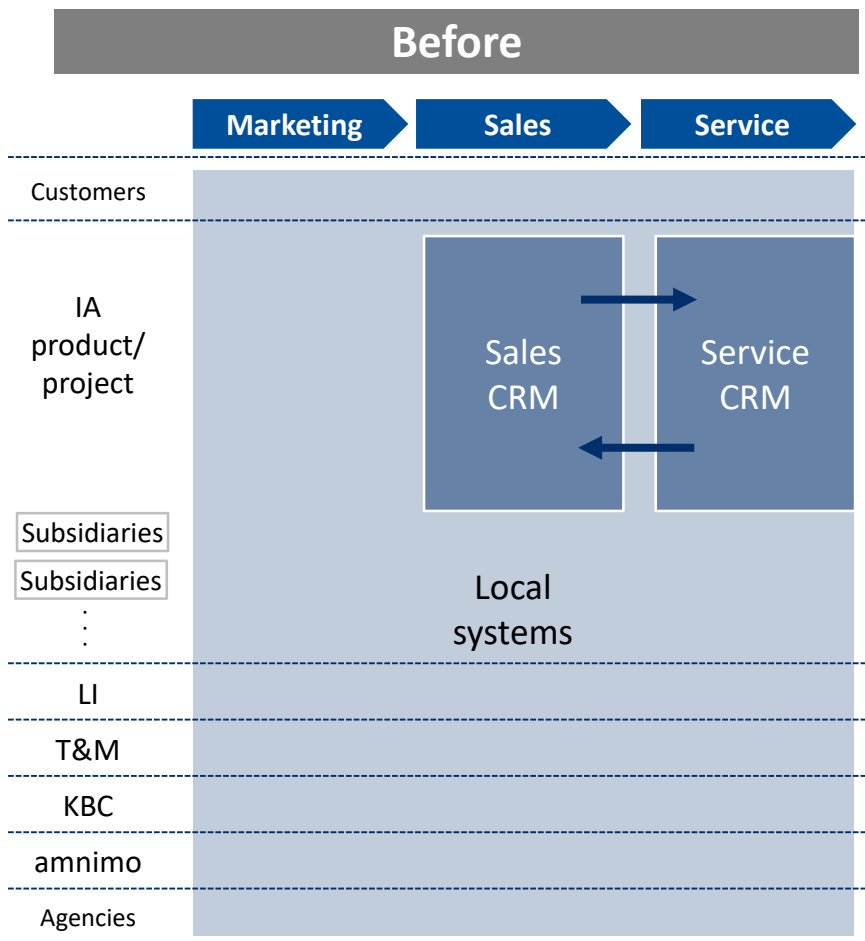 Before
Marketing
Sales
Service
Customers
IA
product/
project
Sales
CRM
Service
CRM
Subsidiaries
Subsidiaries
Local
systems
LI
T&M
KBC
amnimo
Agencies